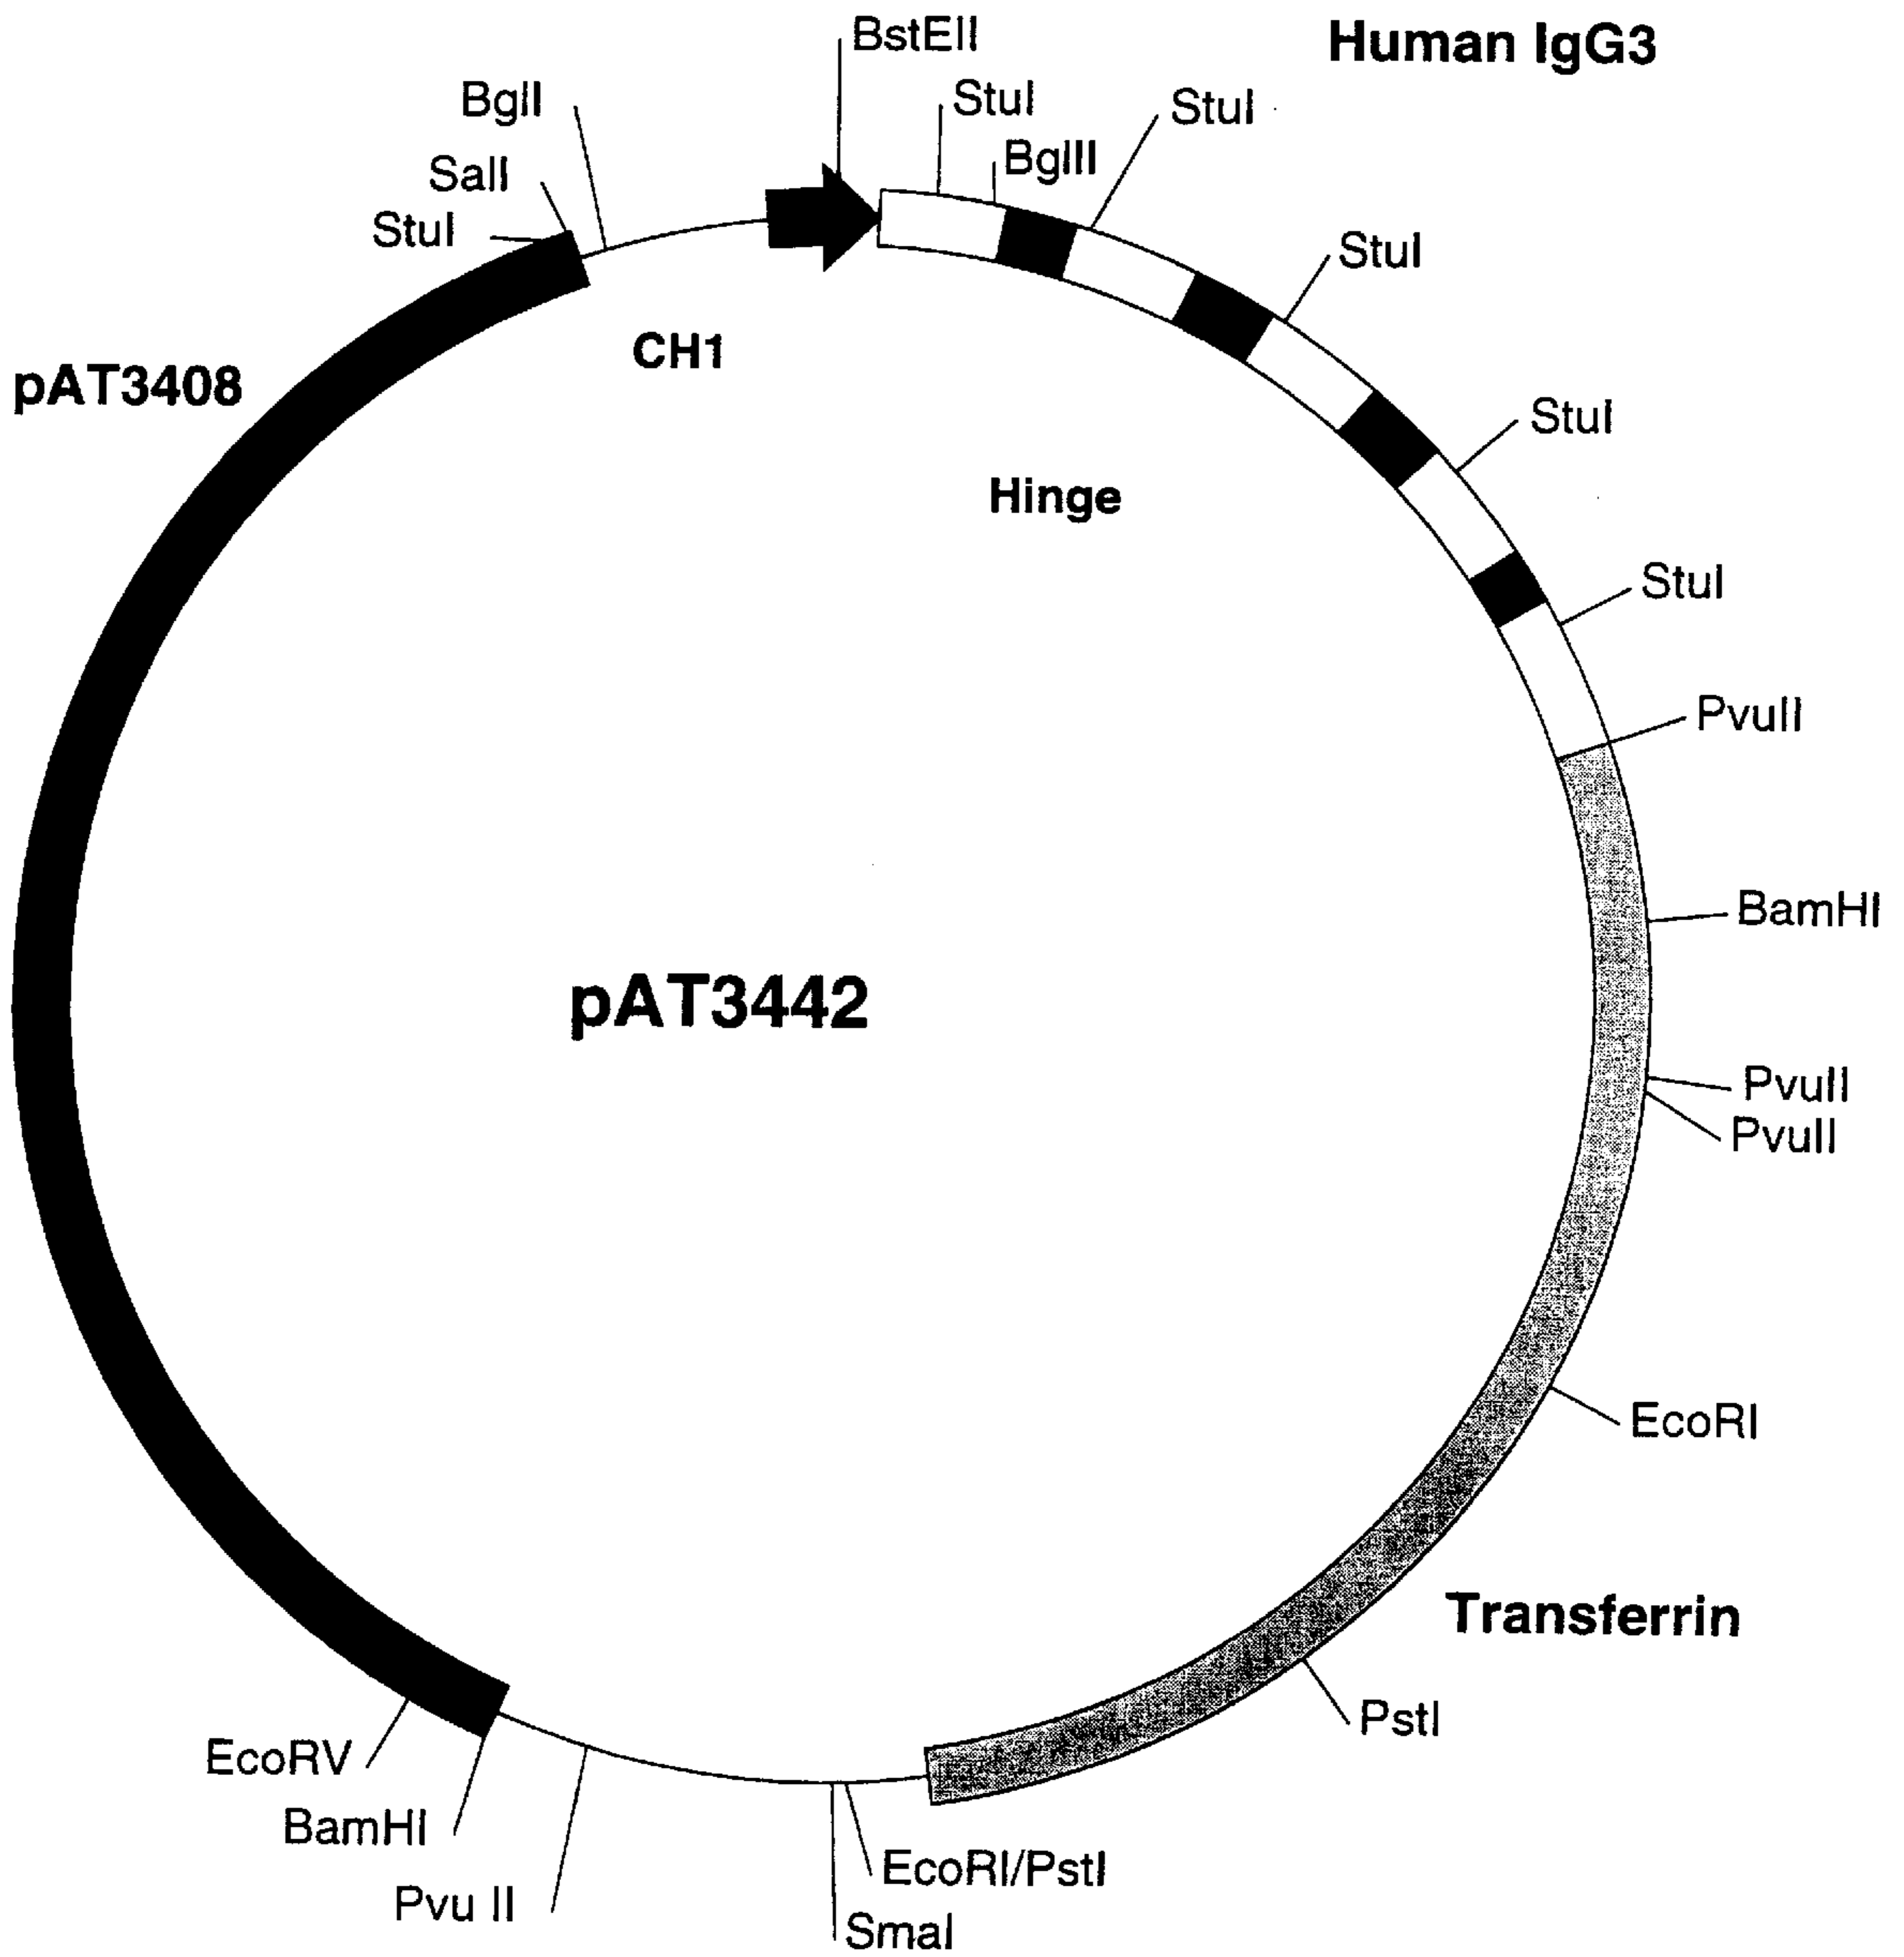 Human IgG3
BstEII
BglI
StuI
StuI
BglII
SalI
StuI
StuI
CH1
pAT3408
StuI
Hinge
StuI
PvuII
BamHI
pAT3442
PvuII
PvuII
EcoRI
Transferrin
PstI
EcoRV
BamHI
EcoRI/PstI
Pvu II
SmaI